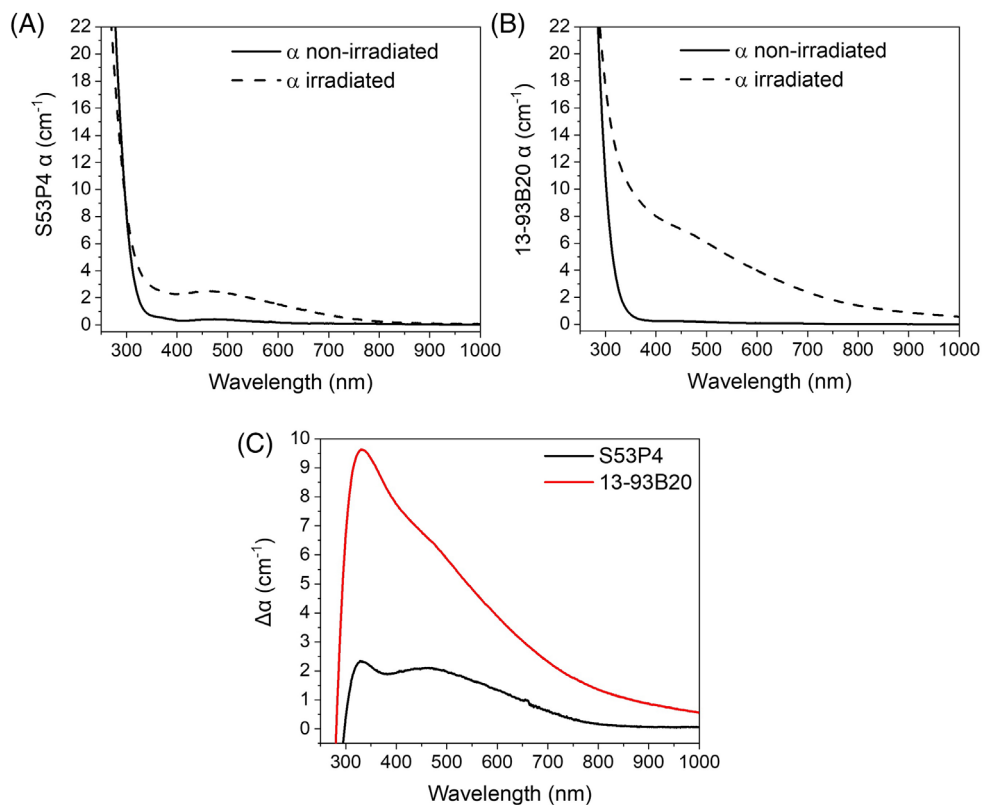 (A)
22
20
18
16
14
12
10
8
6
4
2
0
S53P4 α (cm⁻¹)
α non-irradiated
α irradiated
300 400 500 600 700 800 900 1000
Wavelength (nm)
(B)
22
20
18
16
14
12
10
8
6
4
2
0
13-93B20 α (cm⁻¹)
α non-irradiated
α irradiated
300 400 500 600 700 800 900 1000
Wavelength (nm)
(C)
10
9
8
7
6
5
4
3
2
1
0
Δα (cm⁻¹)
S53P4
13-93B20
300 400 500 600 700 800 900 1000
Wavelength (nm)